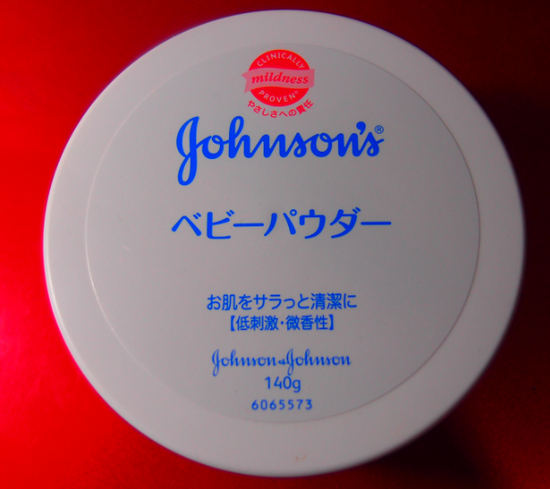 CLINICALLY
mildness
PROVEN®
やさしさへの責任
Johnson's®
ベビーパウダー
お肌をサラっと清潔に
【低刺激・微香性】
Johnson & Johnson
140g
6065573